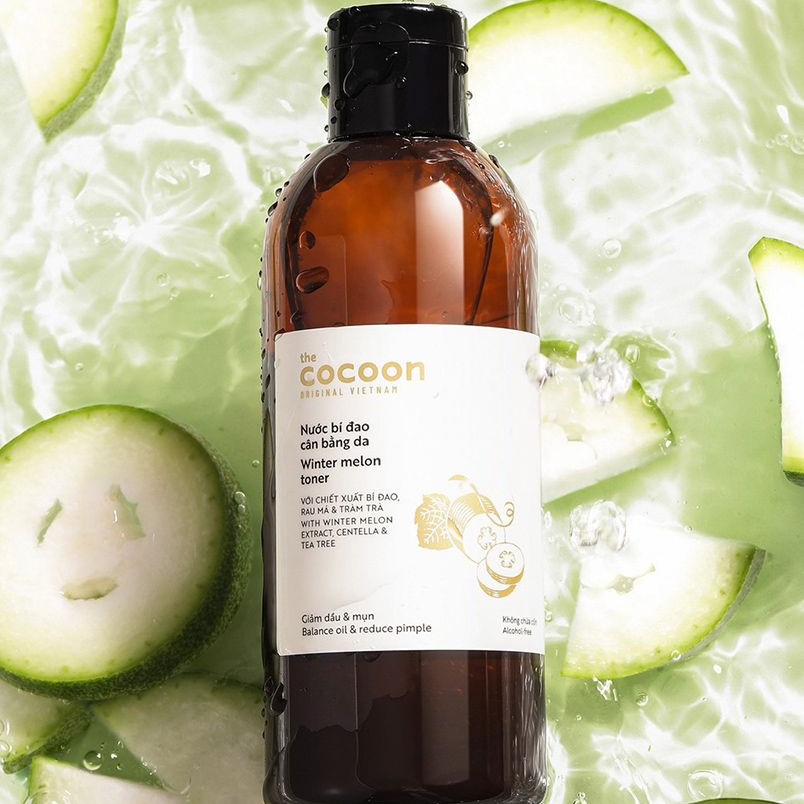 the
cocoon
ORIGINAL VIETNAM
Nước bí đao
cân bằng da
Winter melon
toner
VỚI CHIẾT XUẤT BÍ ĐAO,
RAU MÁ & TRÀM TRÀ
WITH WINTER MELON
EXTRACT, CENTELLA &
TEA TREE
Giảm dầu & mụn
Balance oil & reduce pimple
Không chứa cồn
Alcohol-free